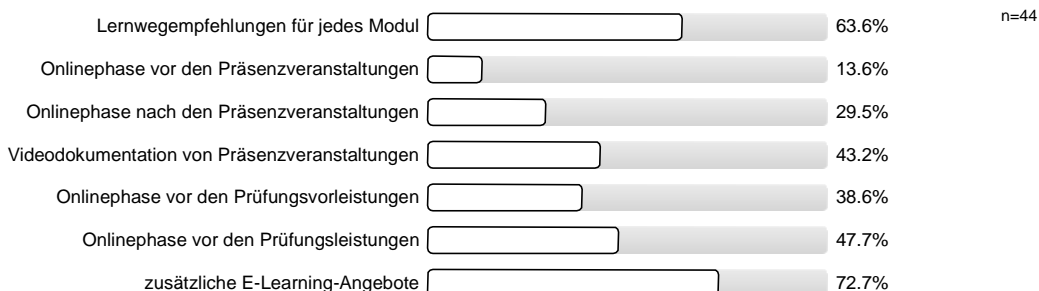 Lernwegempfehlungen für jedes Modul 63.6% n=44
Onlinephase vor den Präsenzveranstaltungen 13.6%
Onlinephase nach den Präsenzveranstaltungen 29.5%
Videodokumentation von Präsenzveranstaltungen 43.2%
Onlinephase vor den Prüfungsvorleistungen 38.6%
Onlinephase vor den Prüfungsleistungen 47.7%
zusätzliche E-Learning-Angebote 72.7%